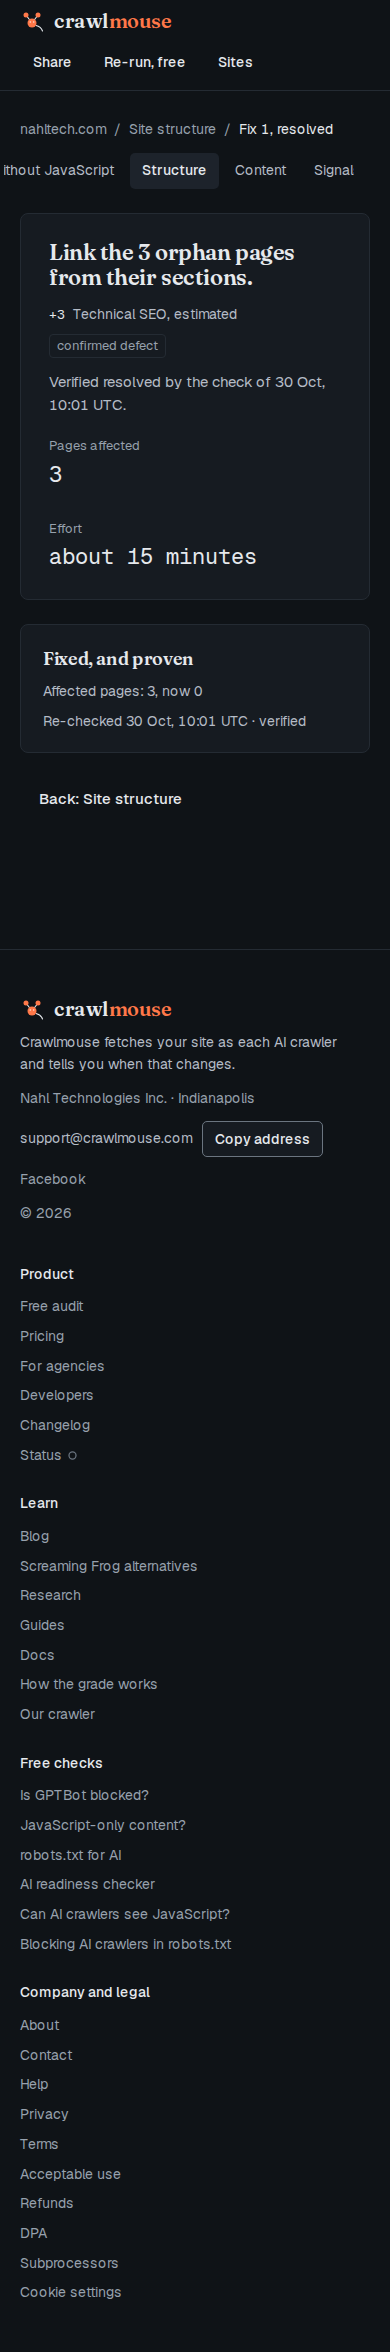 crawlmouse
Share Re-run, free Sites
nahltech.com / Site structure / Fix 1, resolved
ithout JavaScript Structure Content Signal
Link the 3 orphan pages
from their sections.
+3 Technical SEO, estimated
confirmed defect
Verified resolved by the check of 30 Oct,
10:01 UTC.
Pages affected
3
Effort
about 15 minutes
Fixed, and proven
Affected pages: 3, now 0
Re-checked 30 Oct, 10:01 UTC · verified
Back: Site structure
crawlmouse
Crawlmouse fetches your site as each AI crawler
and tells you when that changes.
Nahl Technologies Inc. · Indianapolis
support@crawlmouse.com Copy address
Facebook
© 2026
Product
Free audit
Pricing
For agencies
Developers
Changelog
Status
Learn
Blog
Screaming Frog alternatives
Research
Guides
Docs
How the grade works
Our crawler
Free checks
Is GPTBot blocked?
JavaScript-only content?
robots.txt for AI
AI readiness checker
Can AI crawlers see JavaScript?
Blocking AI crawlers in robots.txt
Company and legal
About
Contact
Help
Privacy
Terms
Acceptable use
Refunds
DPA
Subprocessors
Cookie settings